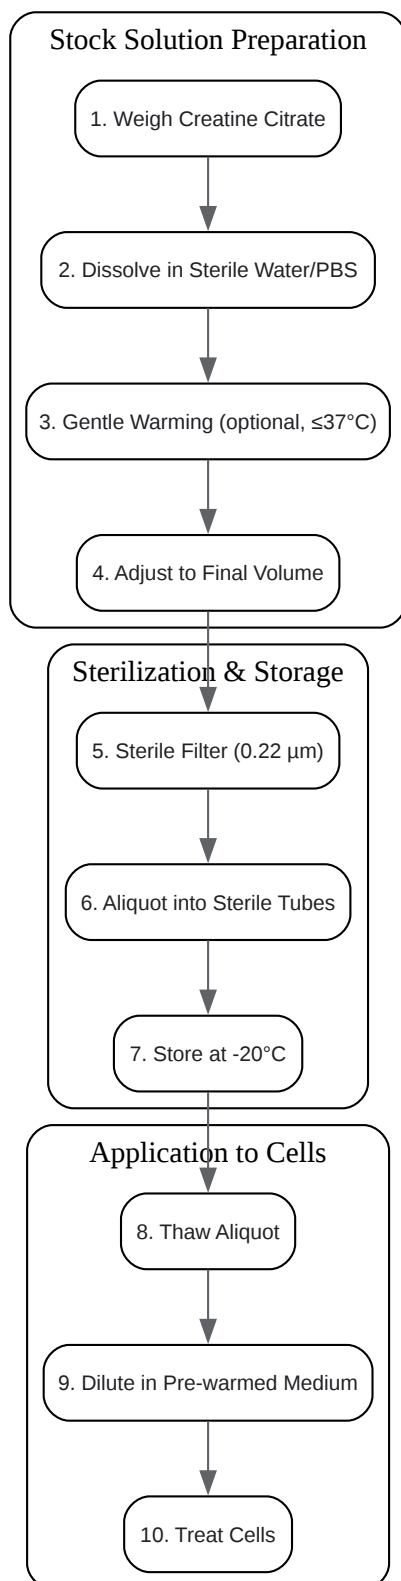 Stock Solution Preparation
1. Weigh Creatine Citrate
2. Dissolve in Sterile Water/PBS
3. Gentle Warming (optional, ≤37°C)
4. Adjust to Final Volume
Sterilization & Storage
5. Sterile Filter (0.22 µm)
6. Aliquot into Sterile Tubes
7. Store at -20°C
Application to Cells
8. Thaw Aliquot
9. Dilute in Pre-warmed Medium
10. Treat Cells